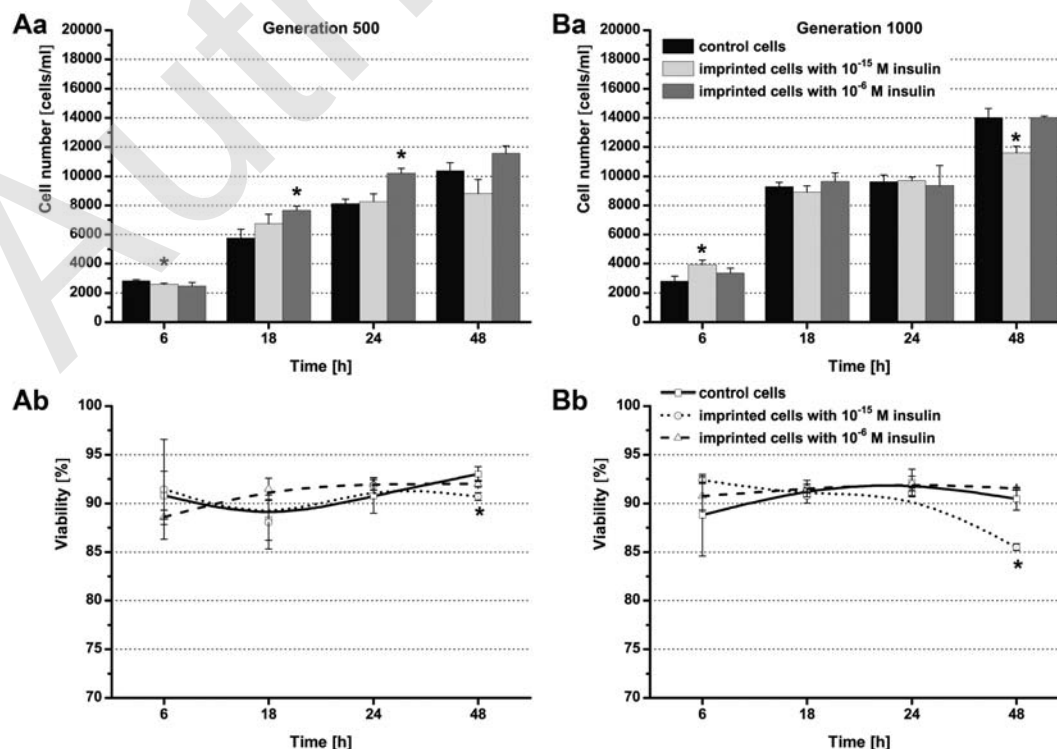 Aa
Generation 500
20000
18000
16000
14000
12000
10000
8000
6000
4000
2000
0
Cell number [cells/ml]
*
*
*
6 18 24 48
Time [h]
Ba
Generation 1000
control cells
imprinted cells with 10⁻¹⁵ M insulin
imprinted cells with 10⁻⁶ M insulin
20000
18000
16000
14000
12000
10000
8000
6000
4000
2000
0
Cell number [cells/ml]
*
*
6 18 24 48
Time [h]
Ab
100
95
90
85
90
75
70
Viability [%]
*
6 18 24 48
Time [h]
Bb
control cells
imprinted cells with 10⁻¹⁵ M insulin
imprinted cells with 10⁻⁶ M insulin
100
95
90
85
90
75
70
Viability [%]
*
6 18 24 48
Time [h]